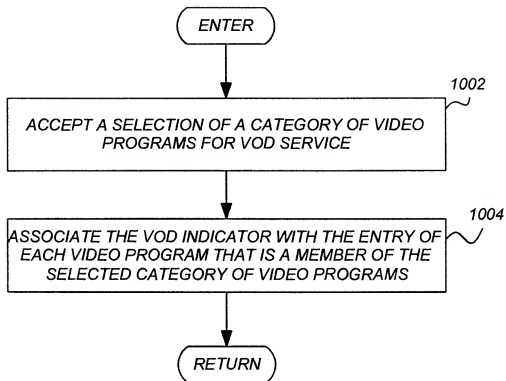 ENTER
1002
ACCEPT A SELECTION OF A CATEGORY OF VIDEO
PROGRAMS FOR VOD SERVICE
1004
ASSOCIATE THE VOD INDICATOR WITH THE ENTRY OF
EACH VIDEO PROGRAM THAT IS A MEMBER OF THE
SELECTED CATEGORY OF VIDEO PROGRAMS
RETURN